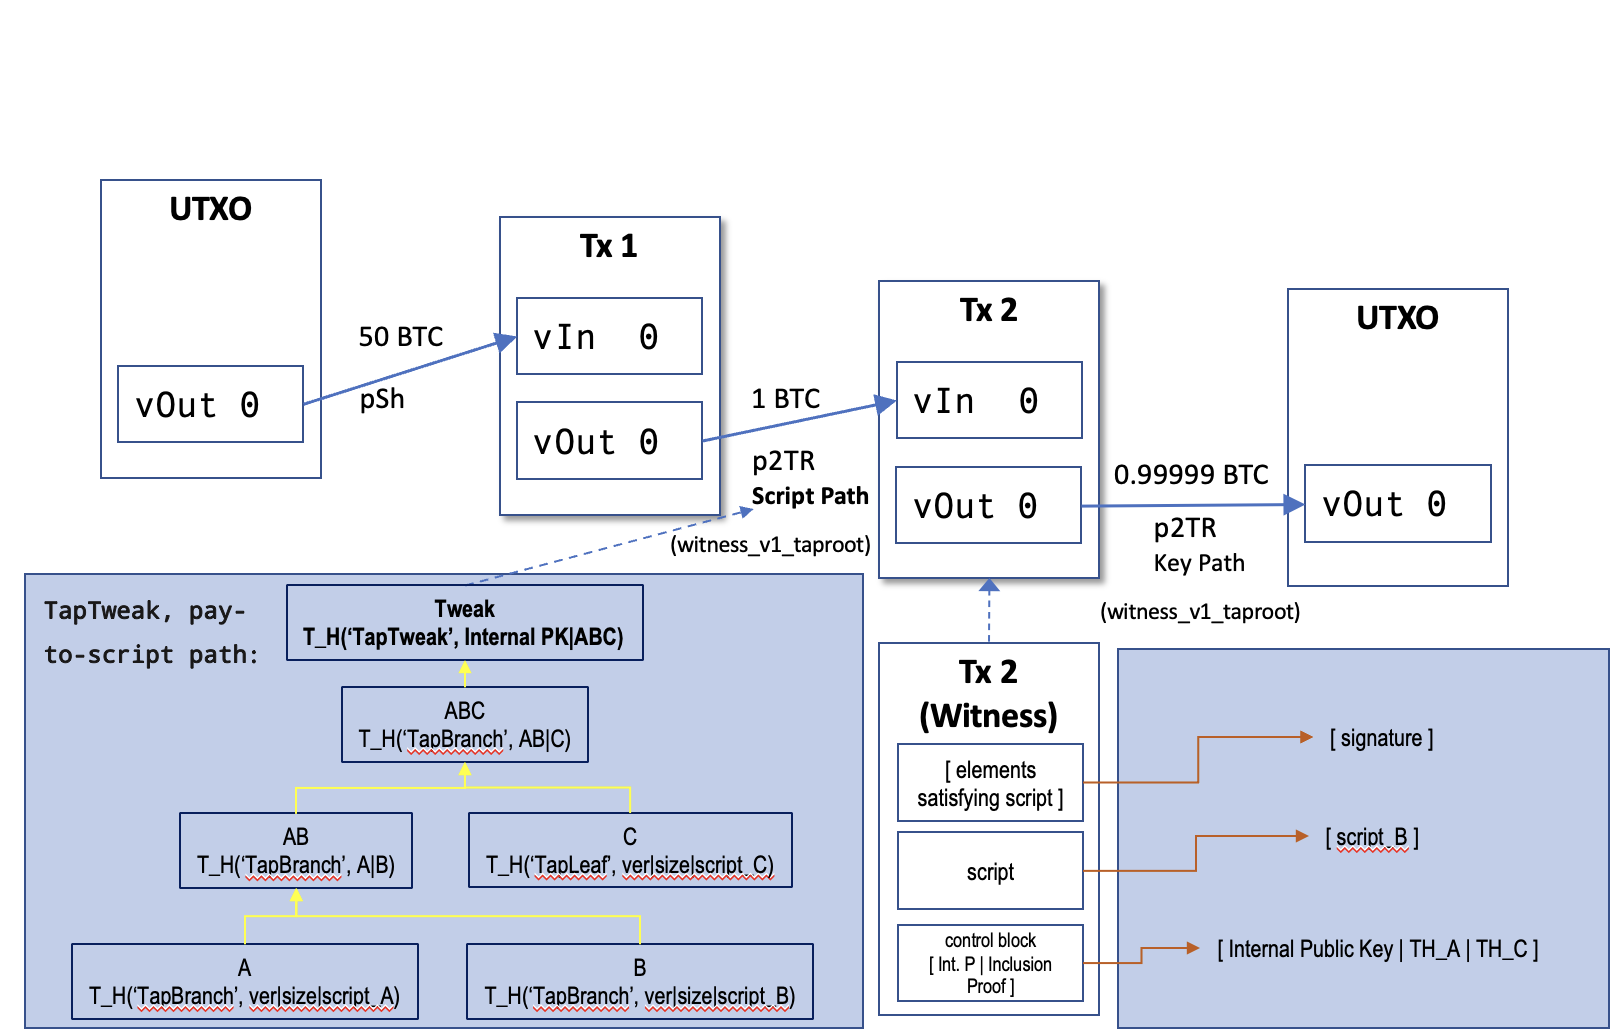 UTXO
vOut 0
50 BTC
pSh
Tx 1
vIn  0
vOut 0
1 BTC
p2TR
Script Path
(witness_v1_taproot)
Tx 2
vIn  0
vOut 0
0.99999 BTC
p2TR
Key Path
(witness_v1_taproot)
UTXO
vOut 0
TapTweak, pay-
to-script path:
Tweak
T_H(‘TapTweak’, Internal PK|ABC)
ABC
T_H(‘TapBranch’, AB|C)
AB
T_H(‘TapBranch’, A|B)
C
T_H(‘TapLeaf’, ver|size|script_C)
A
T_H(‘TapBranch’, ver|size|script_A)
B
T_H(‘TapBranch’, ver|size|script_B)
Tx 2
(Witness)
[ elements
satisfying script ]
script
control block
[ Int. P | Inclusion
Proof ]
[ signature ]
[ script_B ]
[ Internal Public Key | TH_A | TH_C ]